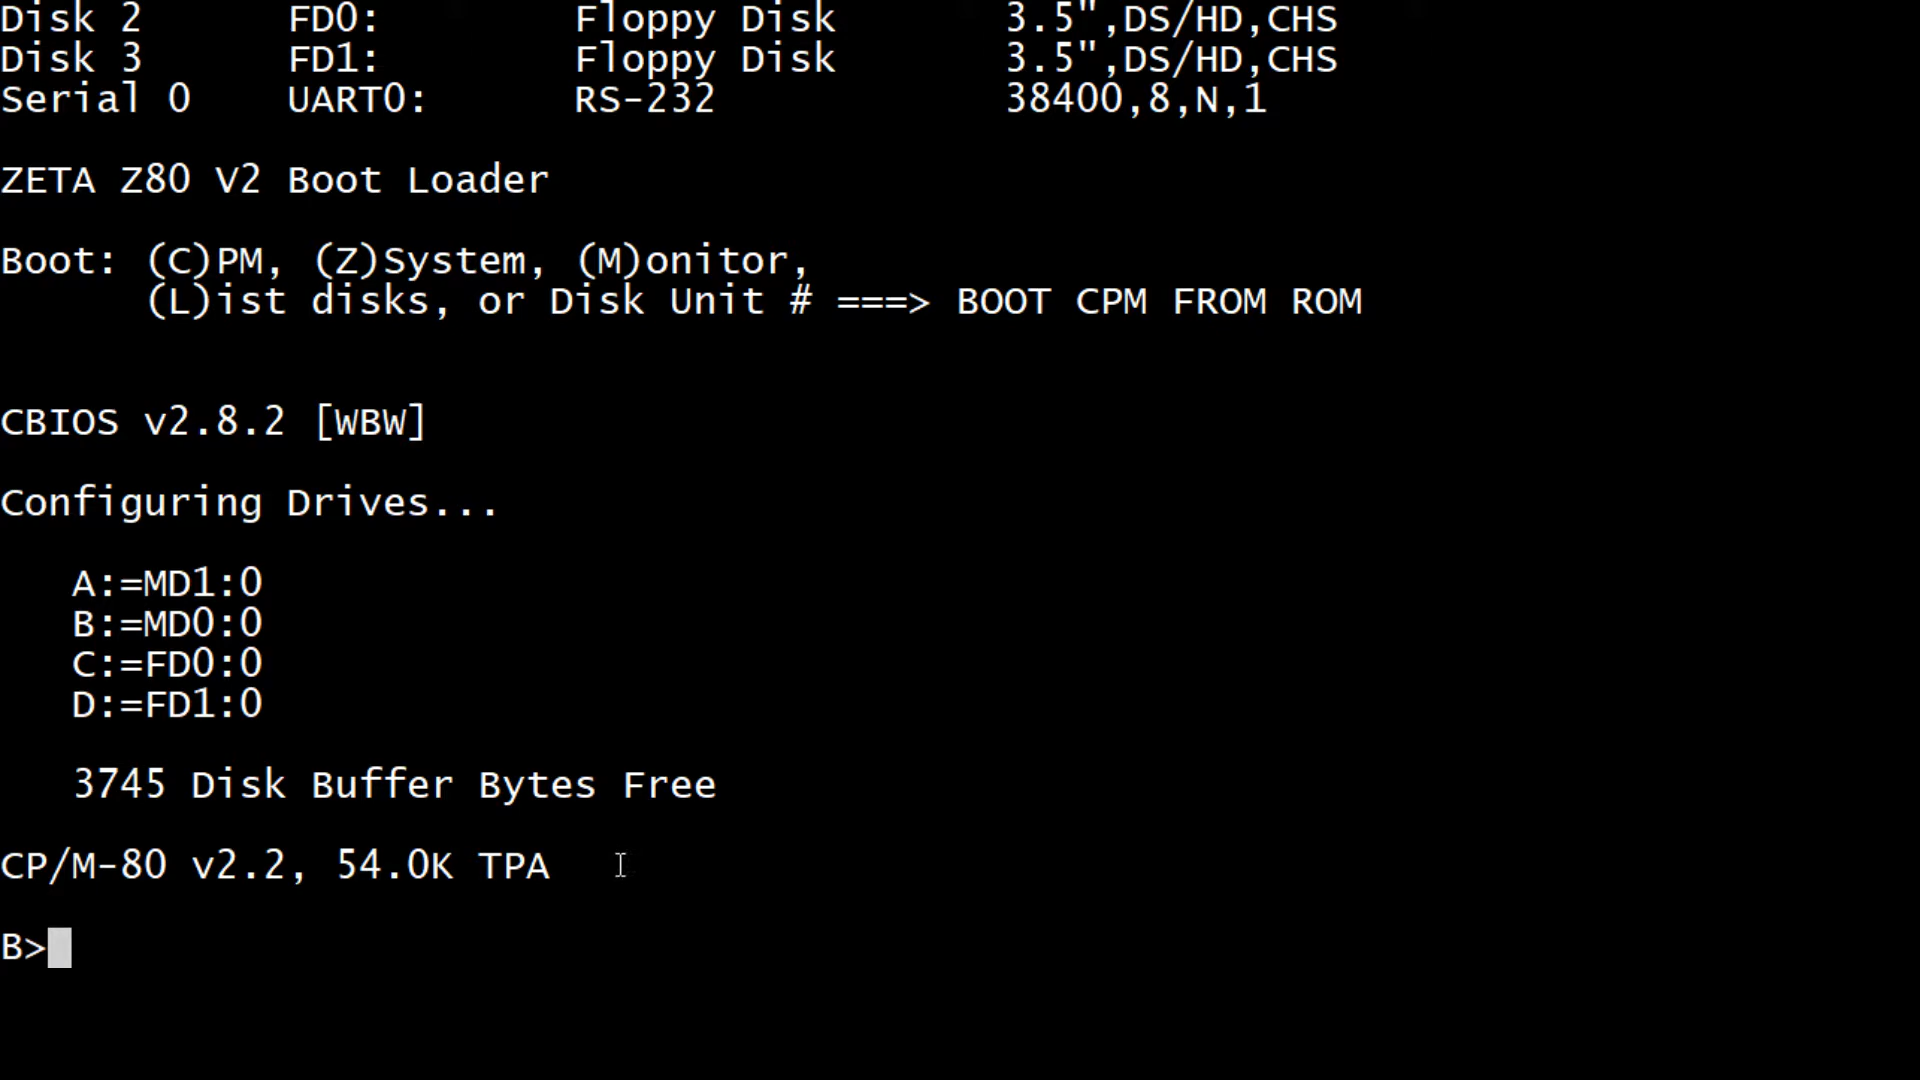 Disk 2      FD0:        Floppy Disk       3.5",DS/HD,CHS
Disk 3      FD1:        Floppy Disk       3.5",DS/HD,CHS
Serial 0    UART0:      RS-232            38400,8,N,1
ZETA Z80 V2 Boot Loader
Boot: (C)PM, (Z)System, (M)onitor,
      (L)ist disks, or Disk Unit # ===> BOOT CPM FROM ROM
CBIOS v2.8.2 [WBW]
Configuring Drives...
   A:=MD1:0
   B:=MD0:0
   C:=FD0:0
   D:=FD1:0
   3745 Disk Buffer Bytes Free
CP/M-80 v2.2, 54.0K TPA
B>